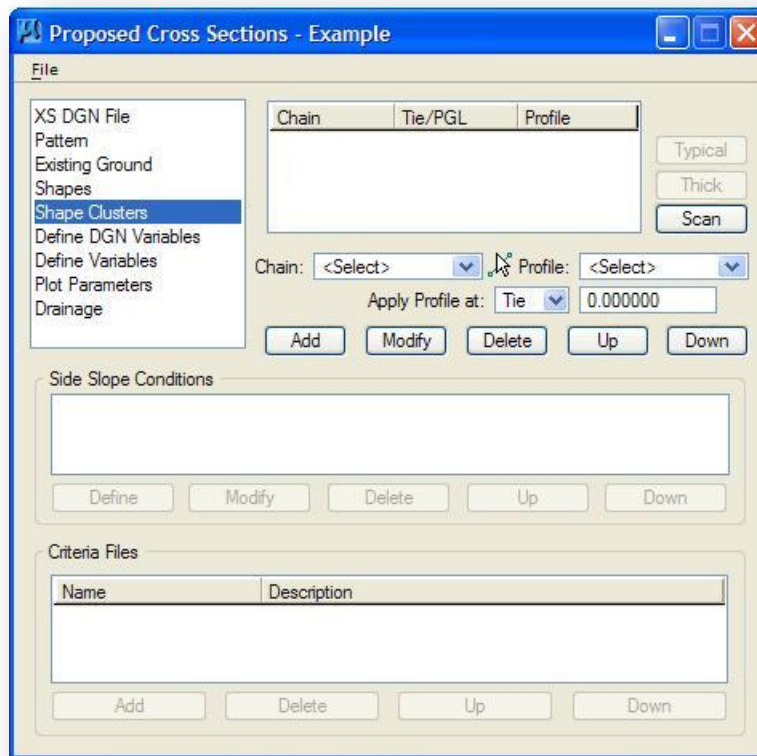 Proposed Cross Sections - Example
File
XS DGN File
Pattern
Existing Ground
Shapes
Shape Clusters
Define DGN Variables
Define Variables
Plot Parameters
Drainage
Chain Tie/PGL Profile
Typical
Thick
Scan
Chain: <Select> Profile: <Select>
Apply Profile at: Tie 0.000000
Add Modify Delete Up Down
Side Slope Conditions
Define Modify Delete Up Down
Criteria Files
Name Description
Add Delete Up Down